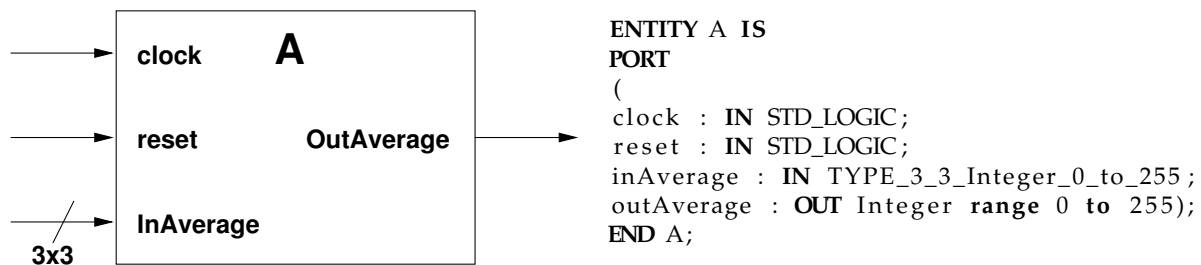 clock A
reset OutAverage
InAverage
3x3
ENTITY A IS
PORT
(
clock : IN STD_LOGIC;
reset : IN STD_LOGIC;
inAverage : IN TYPE_3_3_Integer_0_to_255;
outAverage : OUT Integer range 0 to 255);
END A;